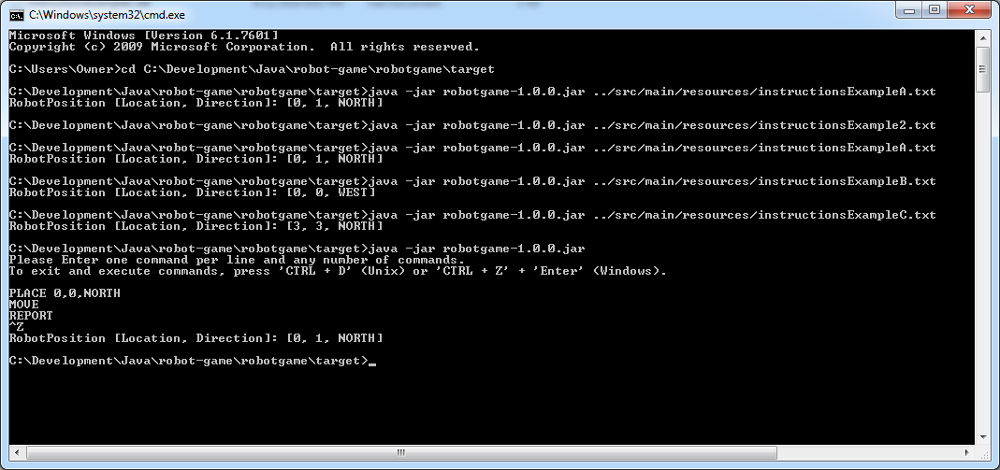 C:\Windows\system32\cmd.exe
Microsoft Windows [Version 6.1.7601]
Copyright (c) 2009 Microsoft Corporation.  All rights reserved.
C:\Users\Owner>cd C:\Development\Java\robot-game\robotgame\target
C:\Development\Java\robot-game\robotgame\target>java -jar robotgame-1.0.0.jar ../src/main/resources/instructionsExampleA.txt
RobotPosition [Location, Direction]: [0, 1, NORTH]
C:\Development\Java\robot-game\robotgame\target>java -jar robotgame-1.0.0.jar ../src/main/resources/instructionsExample2.txt
C:\Development\Java\robot-game\robotgame\target>java -jar robotgame-1.0.0.jar ../src/main/resources/instructionsExampleA.txt
RobotPosition [Location, Direction]: [0, 1, NORTH]
C:\Development\Java\robot-game\robotgame\target>java -jar robotgame-1.0.0.jar ../src/main/resources/instructionsExampleB.txt
RobotPosition [Location, Direction]: [0, 0, WEST]
C:\Development\Java\robot-game\robotgame\target>java -jar robotgame-1.0.0.jar ../src/main/resources/instructionsExampleC.txt
RobotPosition [Location, Direction]: [3, 3, NORTH]
C:\Development\Java\robot-game\robotgame\target>java -jar robotgame-1.0.0.jar
Please Enter one command per line and any number of commands.
To exit and execute commands, press 'CTRL + D' (Unix) or 'CTRL + Z' + 'Enter' (Windows).
PLACE 0,0,NORTH
MOVE
REPORT
^Z
RobotPosition [Location, Direction]: [0, 1, NORTH]
C:\Development\Java\robot-game\robotgame\target>_